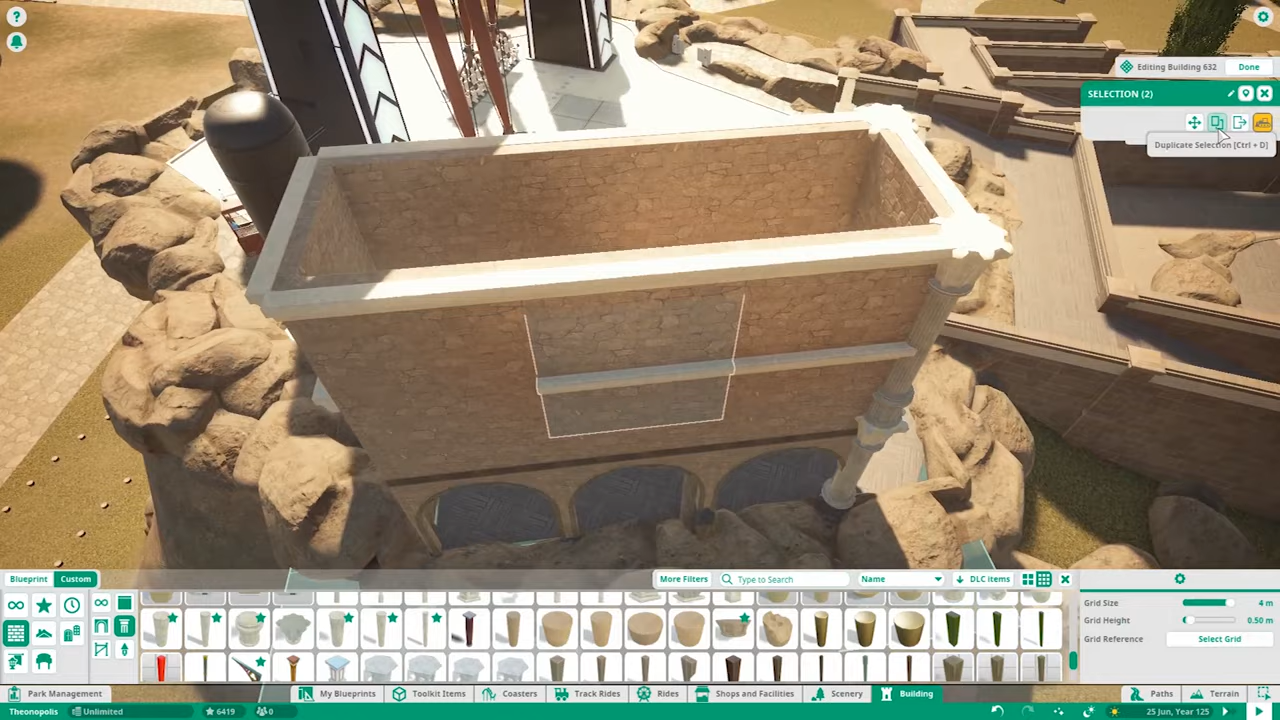 ?
Editing Building 632 Done
SELECTION (2)
Duplicate Selection [Ctrl + D]
Blueprint Custom More Filters Type to Search Name DLC items
Grid Size 4 m
Grid Height 0.50 m
Grid Reference Select Grid
Park Management My Blueprints Toolkit Items Coasters Track Rides Rides Shops and Facilities Scenery Building Paths Terrain
Theonopolis Unlimited 6419 0 25 Jun, Year 125